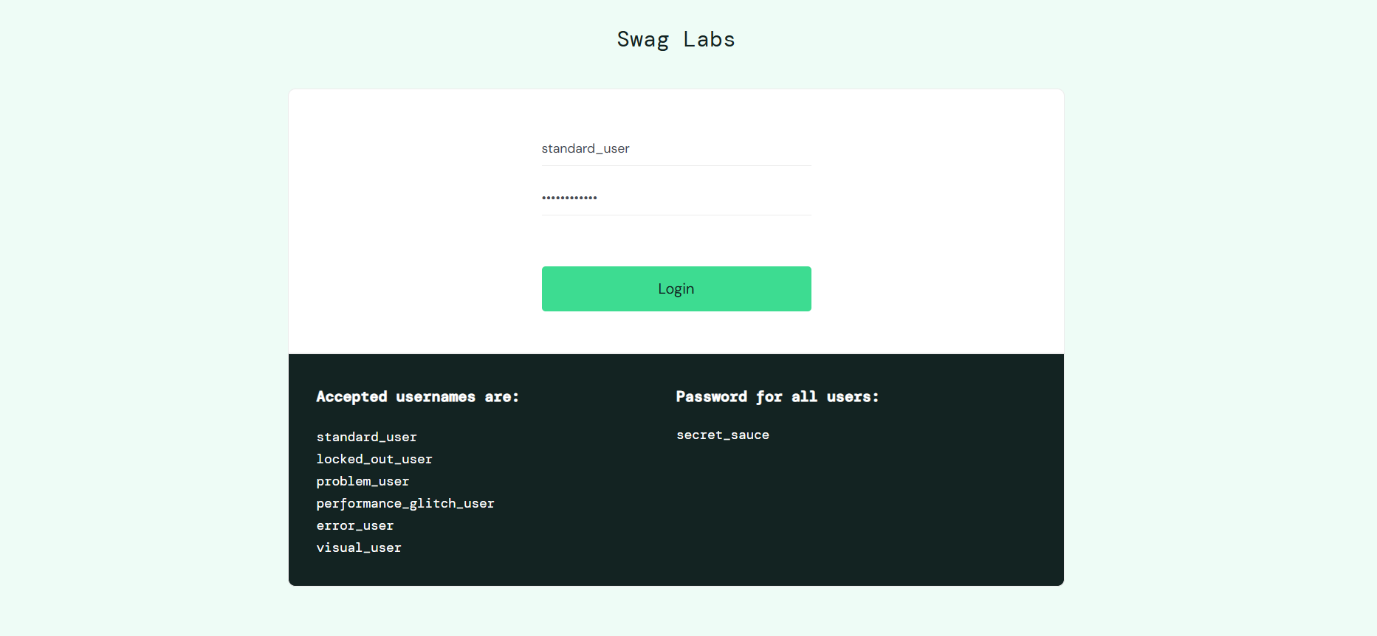 Swag Labs
standard_user
••••••••••••
Login
Accepted usernames are:
standard_user
locked_out_user
problem_user
performance_glitch_user
error_user
visual_user
Password for all users:
secret_sauce